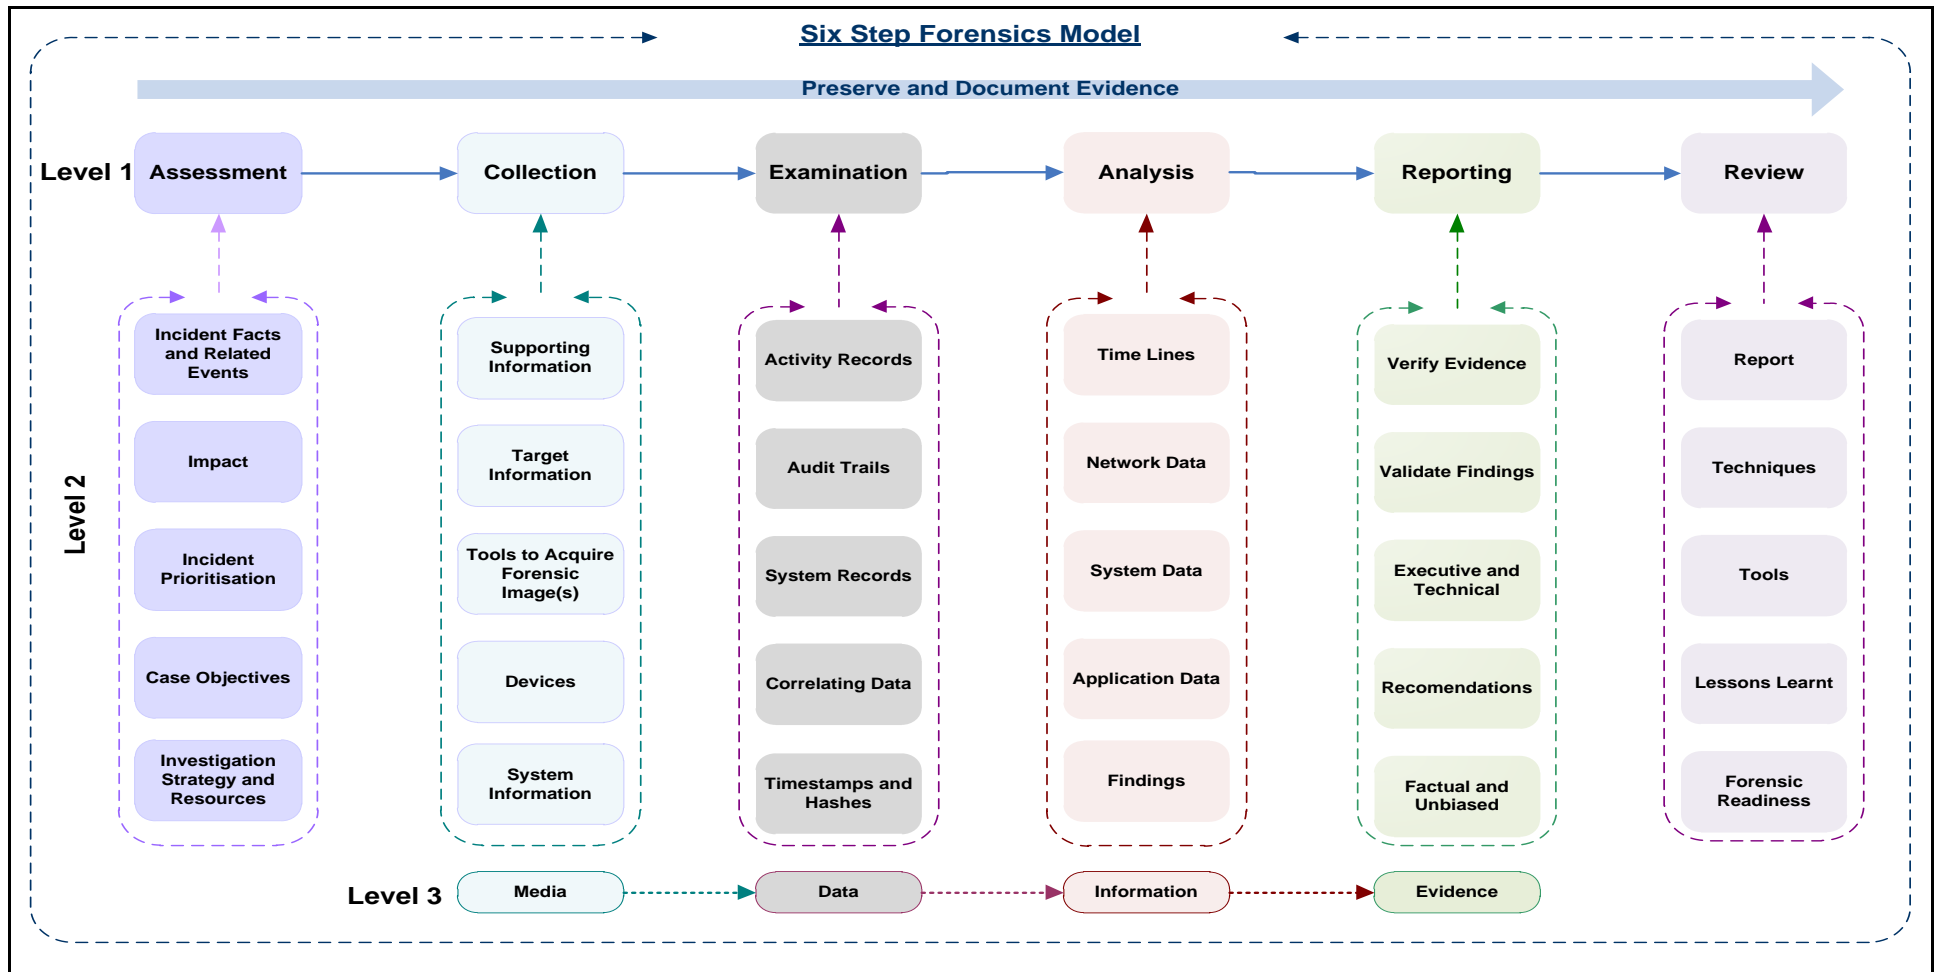 Six Step Forensics Model
Preserve and Document Evidence
Level 1
Assessment
Collection
Examination
Analysis
Reporting
Review
Level 2
Incident Facts
and Related
Events
Impact
Incident
Prioritisation
Case Objectives
Investigation
Strategy and
Resources
Supporting
Information
Target
Information
Tools to Acquire
Forensic
Image(s)
Devices
System
Information
Activity Records
Audit Trails
System Records
Correlating Data
Timestamps and
Hashes
Time Lines
Network Data
System Data
Application Data
Findings
Verify Evidence
Validate Findings
Executive and
Technical
Recomendations
Factual and
Unbiased
Report
Techniques
Tools
Lessons Learnt
Forensic
Readiness
Level 3
Media
Data
Information
Evidence